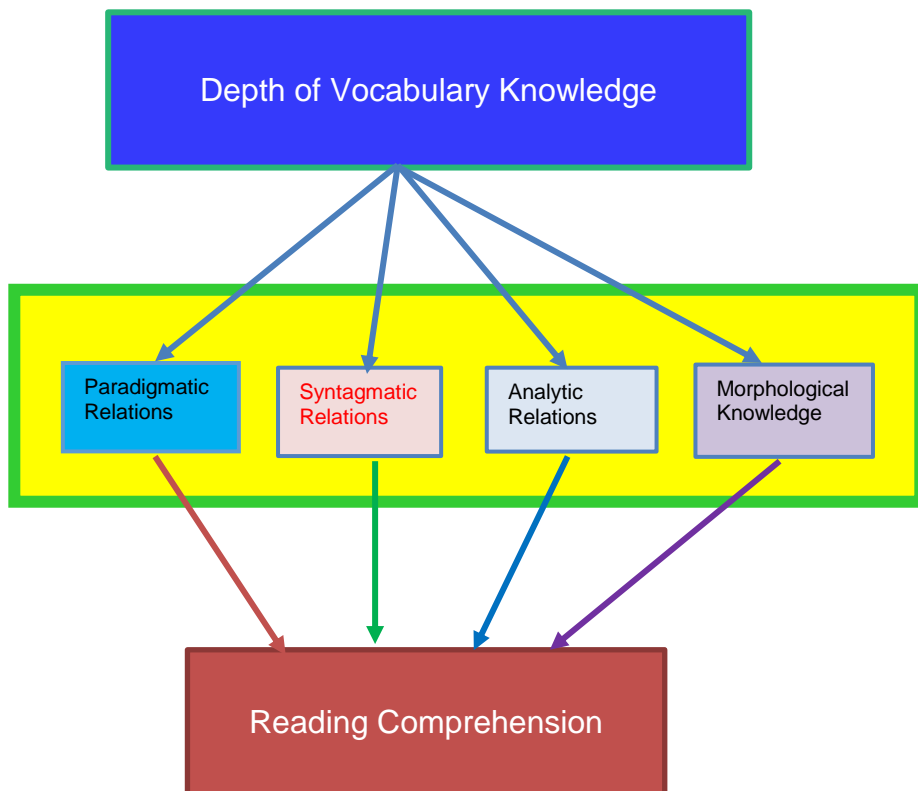 Depth of Vocabulary Knowledge
Paradigmatic
Relations
Syntagmatic
Relations
Analytic
Relations
Morphological
Knowledge
Reading Comprehension